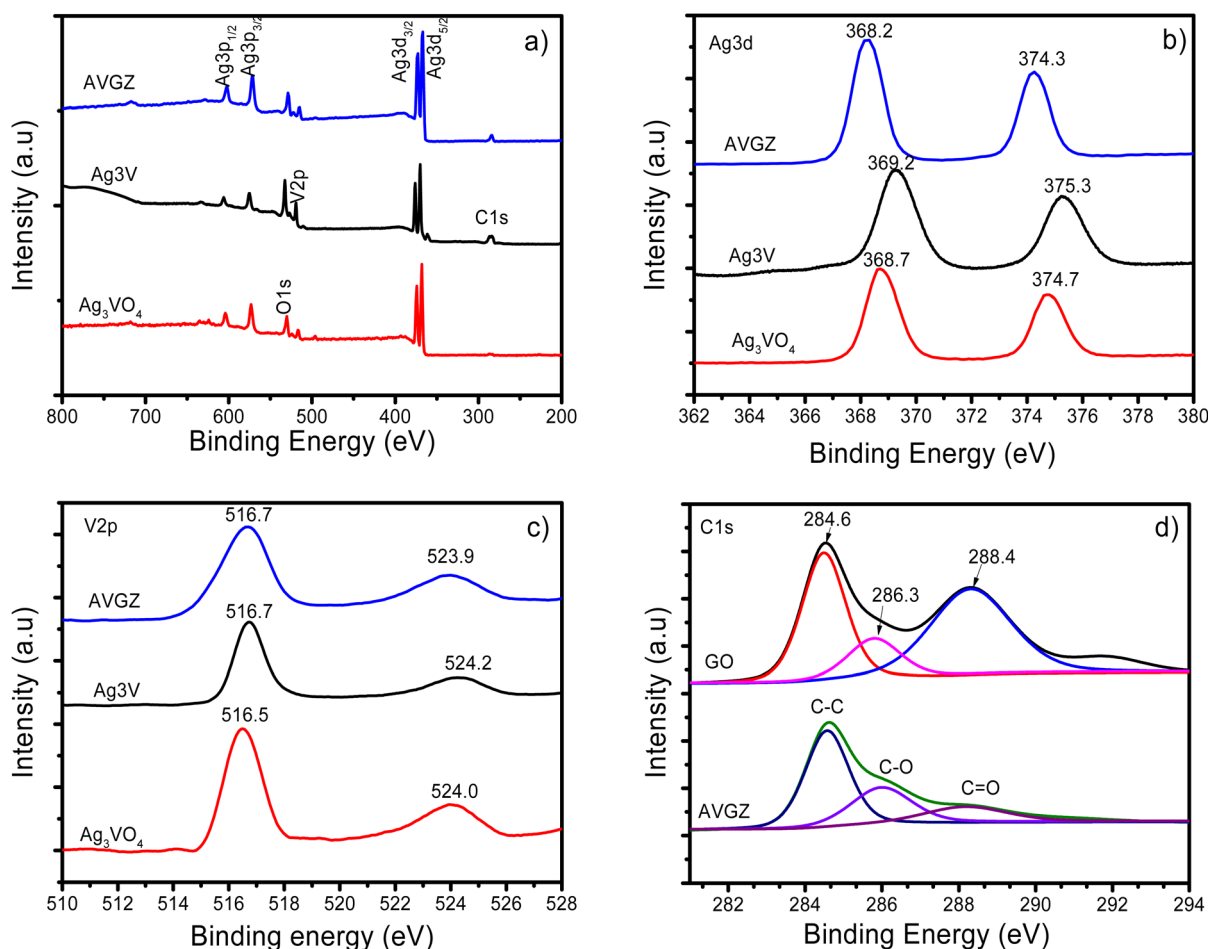 a)
Ag3p1/2
Ag3p3/2
Ag3d3/2
Ag3d5/2
AVGZ
Ag3V
V2p
C1s
Ag3VO4
O1s
Intensity (a.u)
800 700 600 500 400 300 200
Binding Energy (eV)
b)
Ag3d
368.2
374.3
AVGZ
369.2
375.3
Ag3V
368.7
374.7
Ag3VO4
Intensity (a.u)
362 364 366 368 370 372 374 376 378 380
Binding Energy (eV)
c)
V2p
516.7
523.9
AVGZ
516.7
524.2
Ag3V
516.5
524.0
Ag3VO4
Intensity (a.u)
510 512 514 516 518 520 522 524 526 528
Binding energy (eV)
d)
C1s
284.6
288.4
286.3
GO
C-C
C-O
C=O
AVGZ
Intensity (a.u)
282 284 286 288 290 292 294
Binding Energy (eV)